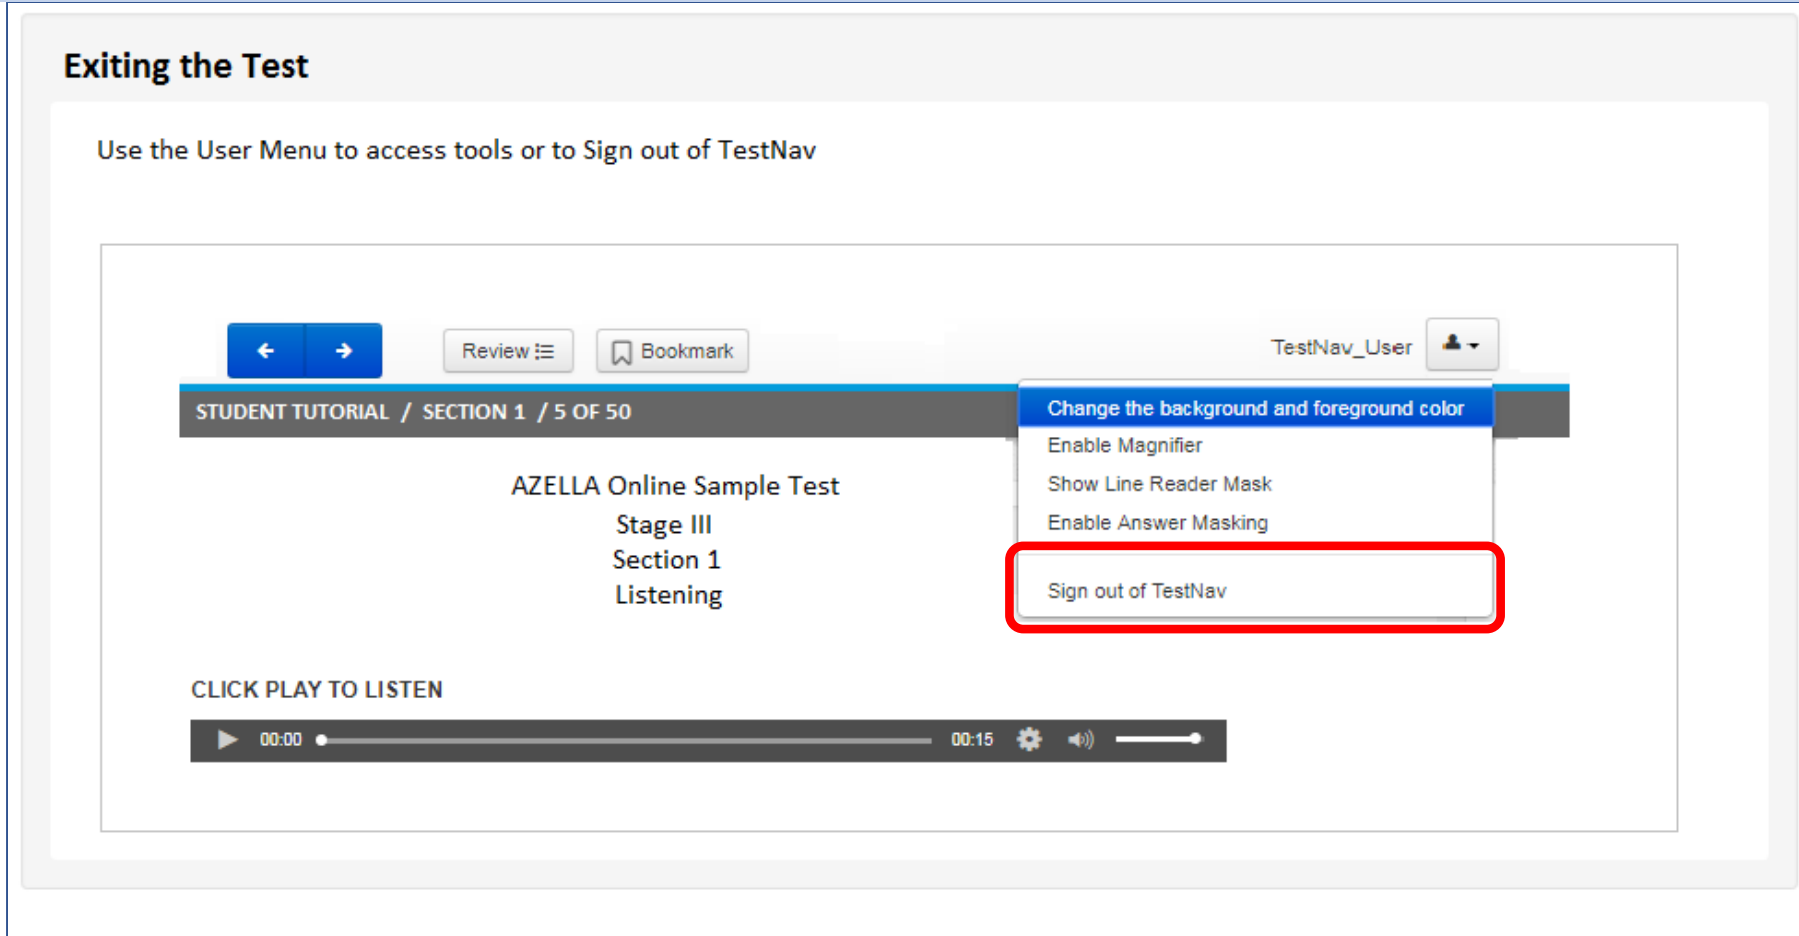 Exiting the Test
Use the User Menu to access tools or to Sign out of TestNav
Review
Bookmark
TestNav_User
STUDENT TUTORIAL / SECTION 1 / 5 OF 50
Change the background and foreground color
Enable Magnifier
Show Line Reader Mask
Enable Answer Masking
Sign out of TestNav
AZELLA Online Sample Test
Stage III
Section 1
Listening
CLICK PLAY TO LISTEN
00:00
00:15